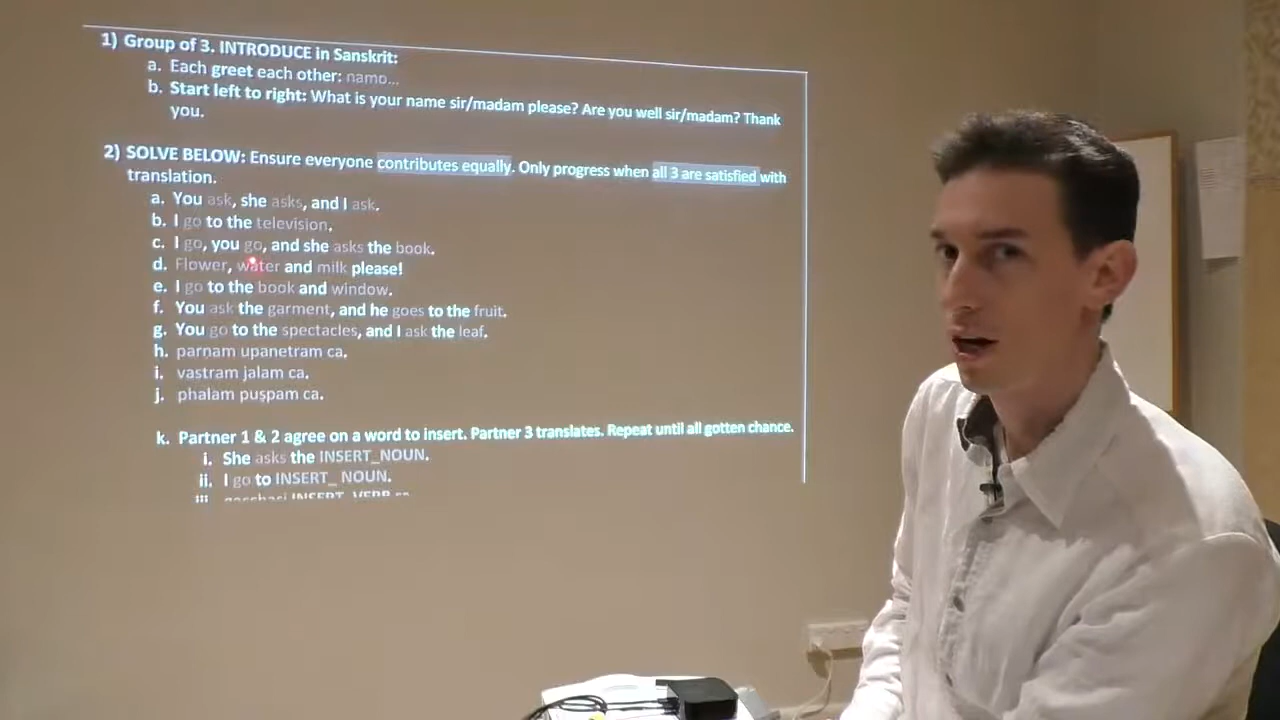 1) Group of 3. INTRODUCE in Sanskrit:
a. Each greet each other: namo...
b. Start left to right: What is your name sir/madam please? Are you well sir/madam? Thank
you.
2) SOLVE BELOW: Ensure everyone contributes equally. Only progress when all 3 are satisfied with
translation.
a. You ask, she asks, and I ask.
b. I go to the television.
c. I go, you go, and she asks the book.
d. Flower, water and milk please!
e. I go to the book and window.
f. You ask the garment, and he goes to the fruit.
g. You go to the spectacles, and I ask the leaf.
h. parṇam upanetram ca.
i. vastram jalam ca.
j. phalam puṣpam ca.
k. Partner 1 & 2 agree on a word to insert. Partner 3 translates. Repeat until all gotten chance.
i. She asks the INSERT_NOUN.
ii. I go to INSERT_ NOUN.
iii